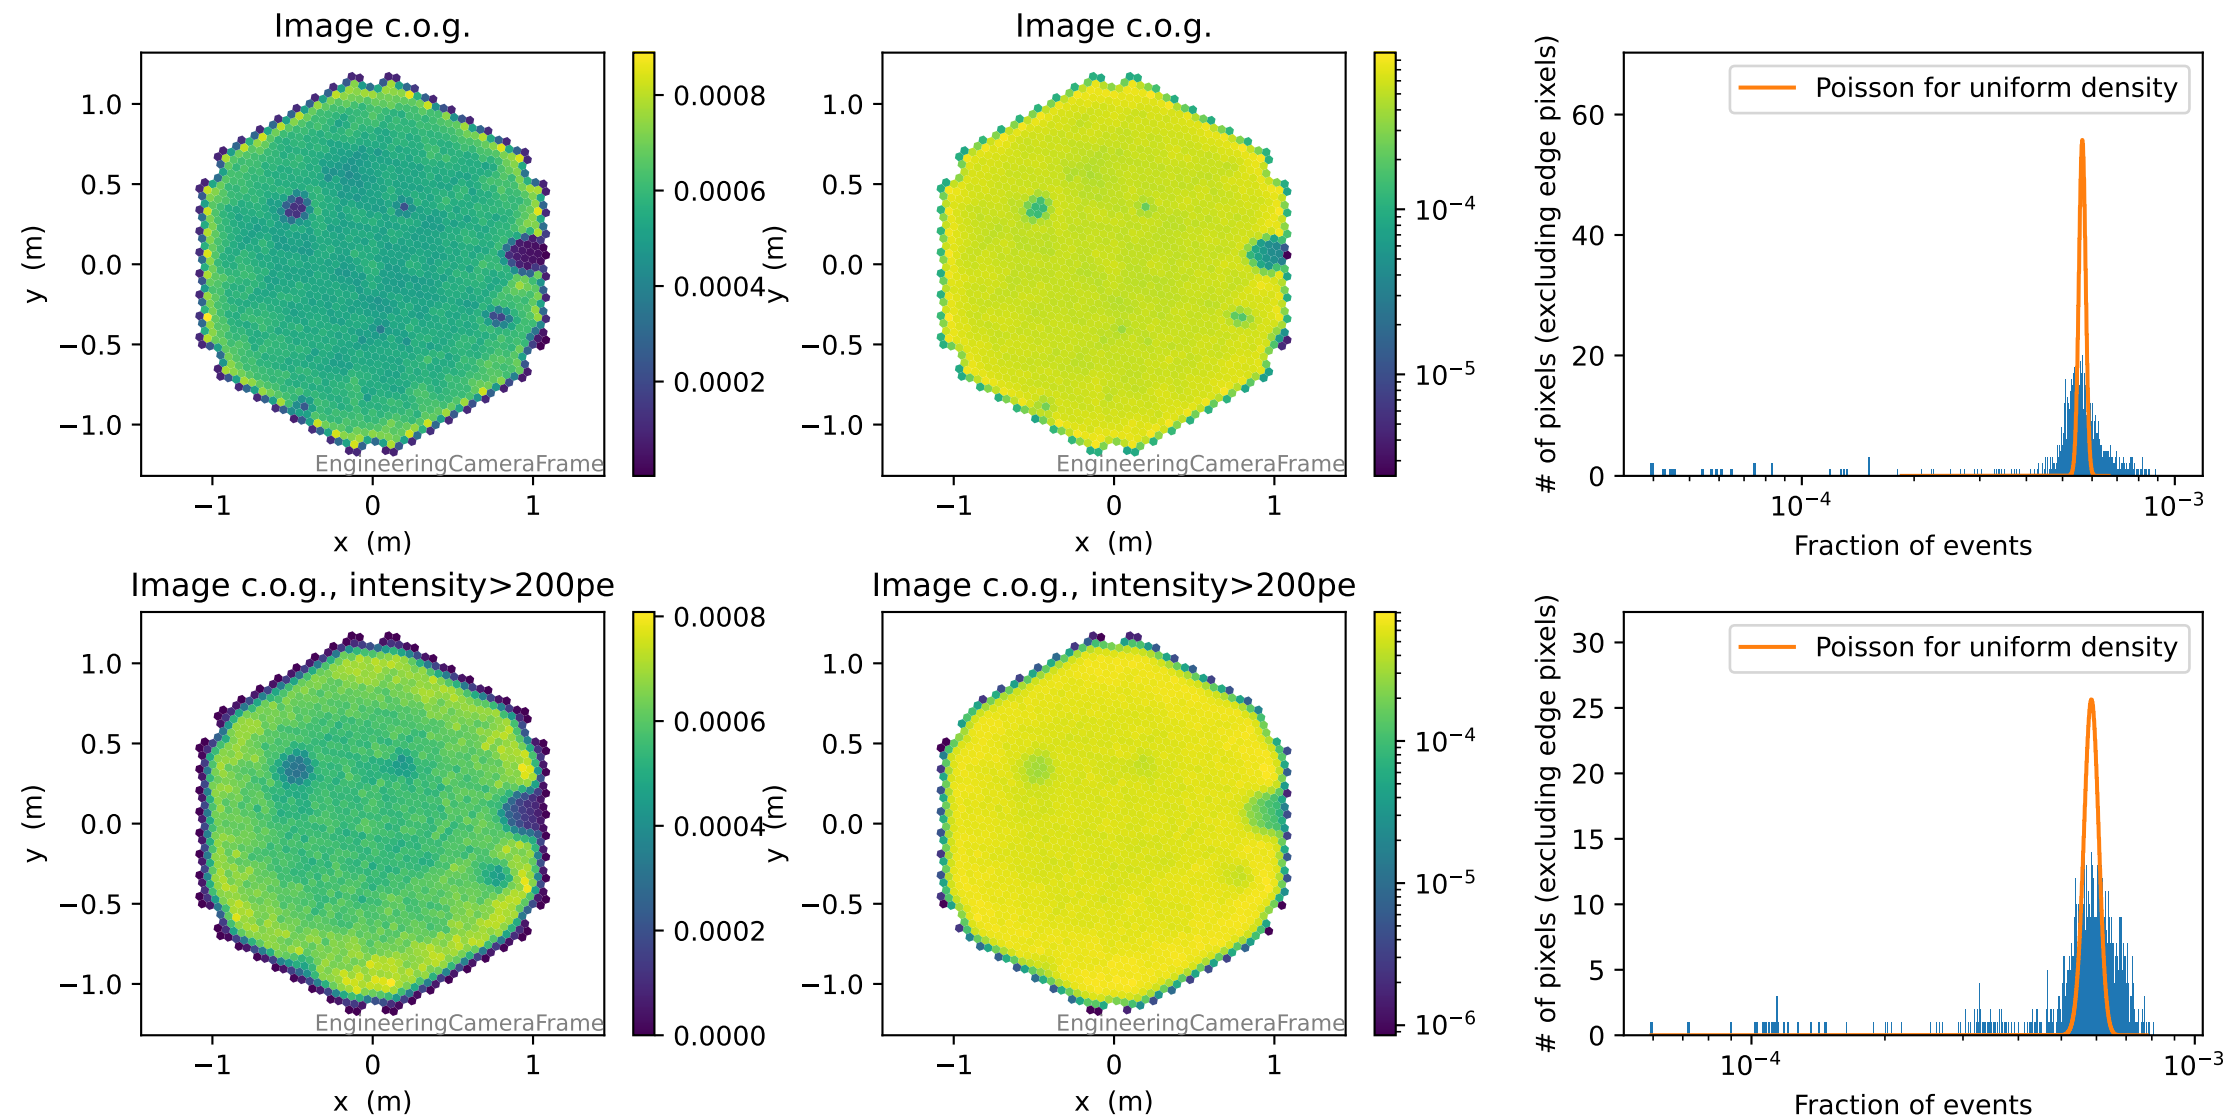 Image c.o.g.
y (m)
1.0
0.5
0.0
−0.5
−1.0
−1
0
1
x (m)
EngineeringCameraFrame
0.0008
0.0006
0.0004
0.0002
Image c.o.g.
y (m)
1.0
0.5
0.0
−0.5
−1.0
−1
0
1
x (m)
EngineeringCameraFrame
10⁻⁴
10⁻⁵
# of pixels (excluding edge pixels)
60
40
20
0
Poisson for uniform density
10⁻⁴
10⁻³
Fraction of events
Image c.o.g., intensity>200pe
y (m)
1.0
0.5
0.0
−0.5
−1.0
−1
0
1
x (m)
EngineeringCameraFrame
0.0008
0.0006
0.0004
0.0002
0.0000
Image c.o.g., intensity>200pe
y (m)
1.0
0.5
0.0
−0.5
−1.0
−1
0
1
x (m)
EngineeringCameraFrame
10⁻⁴
10⁻⁵
10⁻⁶
# of pixels (excluding edge pixels)
30
25
20
15
10
5
0
Poisson for uniform density
10⁻⁴
10⁻³
Fraction of events